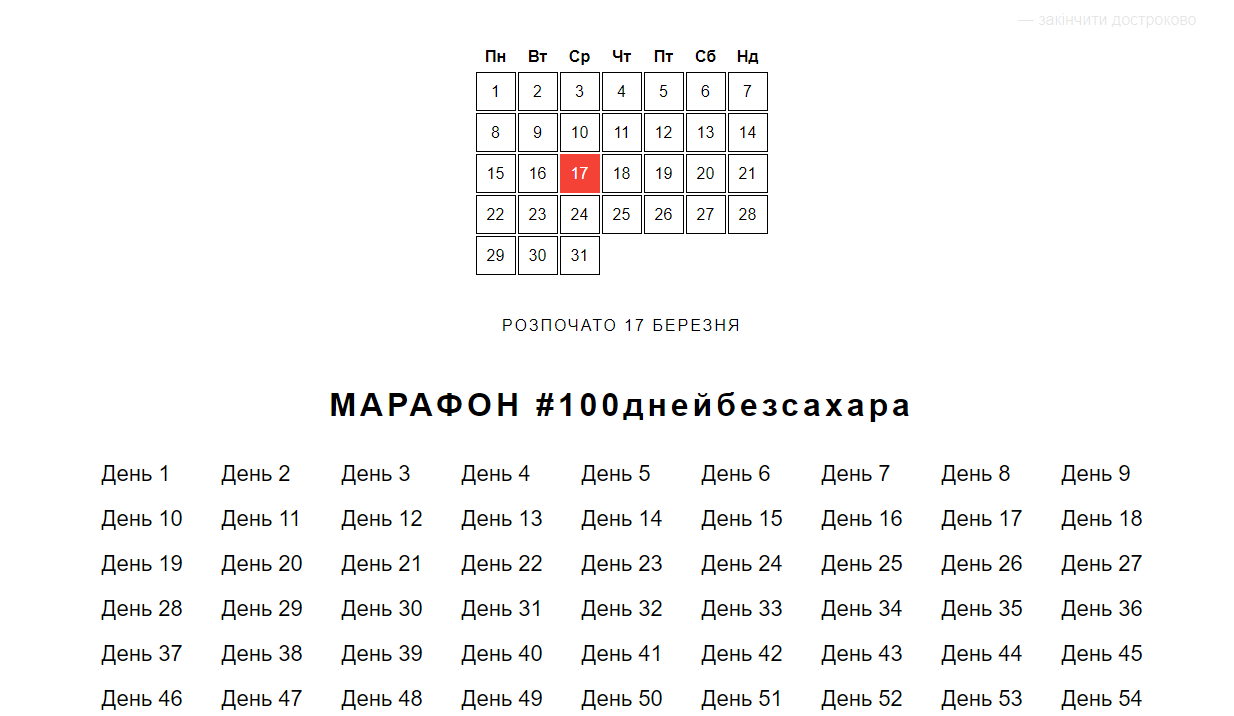 — закінчити достроково
Пн Вт Ср Чт Пт Сб Нд
1 2 3 4 5 6 7
8 9 10 11 12 13 14
15 16 17 18 19 20 21
22 23 24 25 26 27 28
29 30 31
РОЗПОЧАТО 17 БЕРЕЗНЯ
МАРАФОН #100днейбезсахара
День 1 День 2 День 3 День 4 День 5 День 6 День 7 День 8 День 9
День 10 День 11 День 12 День 13 День 14 День 15 День 16 День 17 День 18
День 19 День 20 День 21 День 22 День 23 День 24 День 25 День 26 День 27
День 28 День 29 День 30 День 31 День 32 День 33 День 34 День 35 День 36
День 37 День 38 День 39 День 40 День 41 День 42 День 43 День 44 День 45
День 46 День 47 День 48 День 49 День 50 День 51 День 52 День 53 День 54